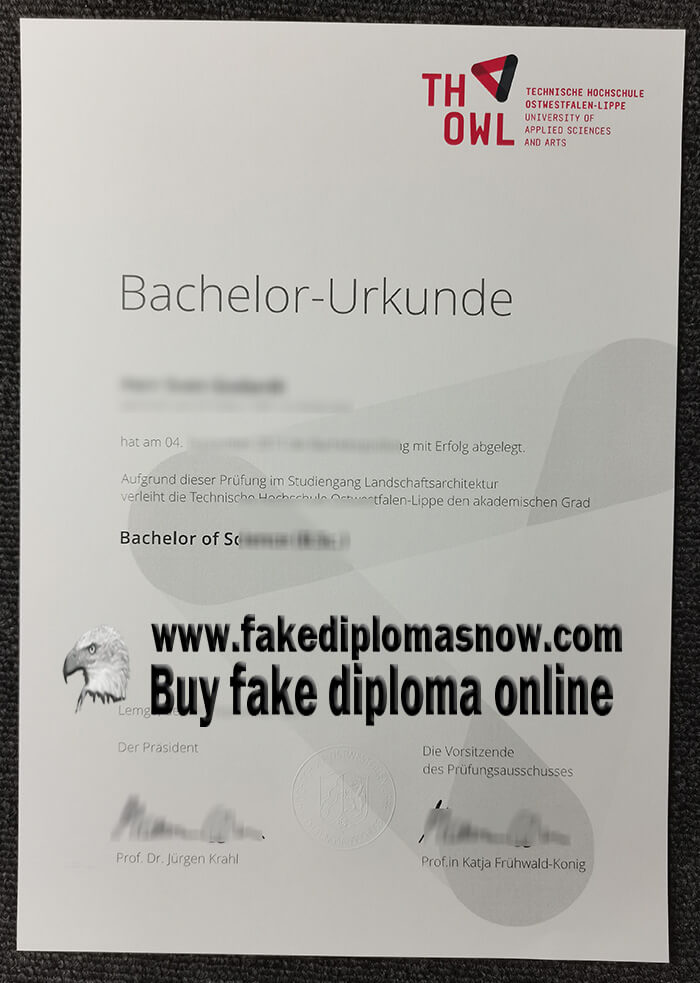 TH
OWL
TECHNISCHE HOCHSCHULE
OSTWESTFALEN-LIPPE
UNIVERSITY OF
APPLIED SCIENCES
AND ARTS
Bachelor-Urkunde
hat am 04. mit Erfolg abgelegt.
Aufgrund dieser Prüfung im Studiengang Landschaftsarchitektur
verleiht die Technische Hochschule Ostwestfalen-Lippe den akademischen Grad
Bachelor of
www.fakediplomasnow.com
Buy fake diploma online
Der Präsident
Die Vorsitzende
des Prüfungsausschusses
Prof. Dr. Jürgen Krahl
Prof.in Katja Frühwald-Konig